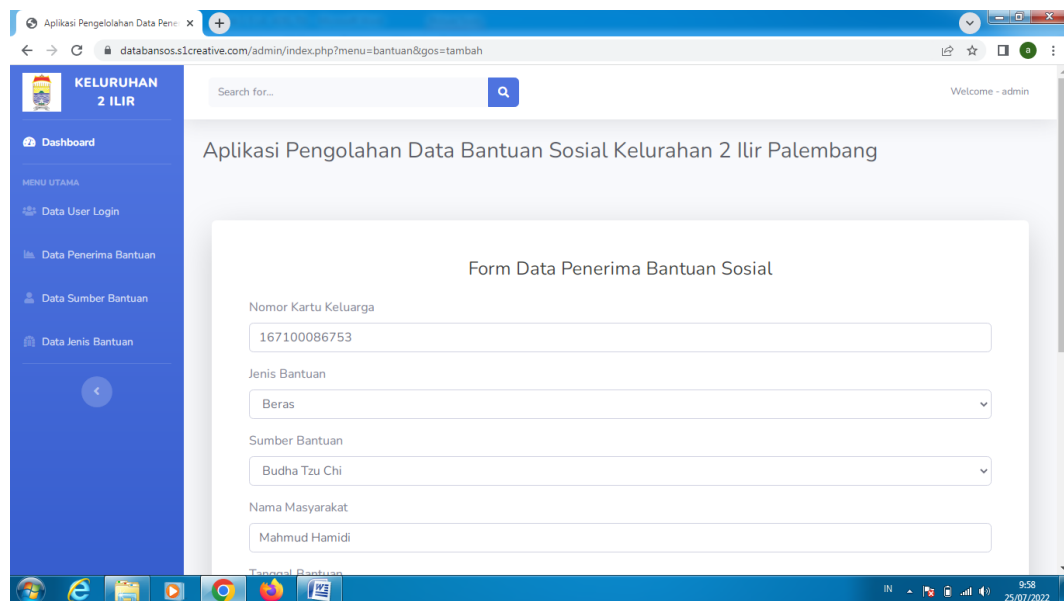 Aplikasi Pengelolahan Data Pene
databansos.s1creative.com/admin/index.php?menu=bantuan&gos=tambah
a
KELURUHAN
2 ILIR
Search for...
Welcome - admin
Dashboard
Aplikasi Pengolahan Data Bantuan Sosial Kelurahan 2 Ilir Palembang
MENU UTAMA
Data User Login
Data Penerima Bantuan
Data Sumber Bantuan
Data Jenis Bantuan
Form Data Penerima Bantuan Sosial
Nomor Kartu Keluarga
167100086753
Jenis Bantuan
Beras
Sumber Bantuan
Budha Tzu Chi
Nama Masyarakat
Mahmud Hamidi
Tanggal Bantuan
IN
9:58
25/07/2022